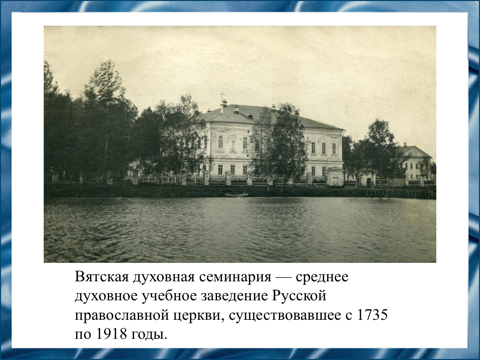 Вятская духовная семинария — среднее
духовное учебное заведение Русской
православной церкви, существовавшее с 1735
по 1918 годы.